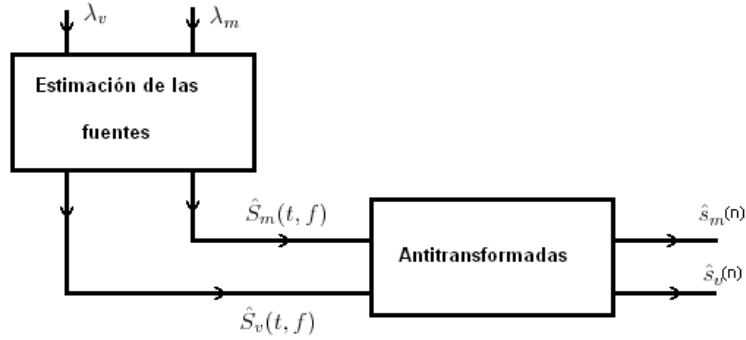 λ_v
λ_m
Estimación de las
fuentes
Ŝ_m(t, f)
ŝ_m(n)
Antitransformadas
ŝ_v(n)
Ŝ_v(t, f)